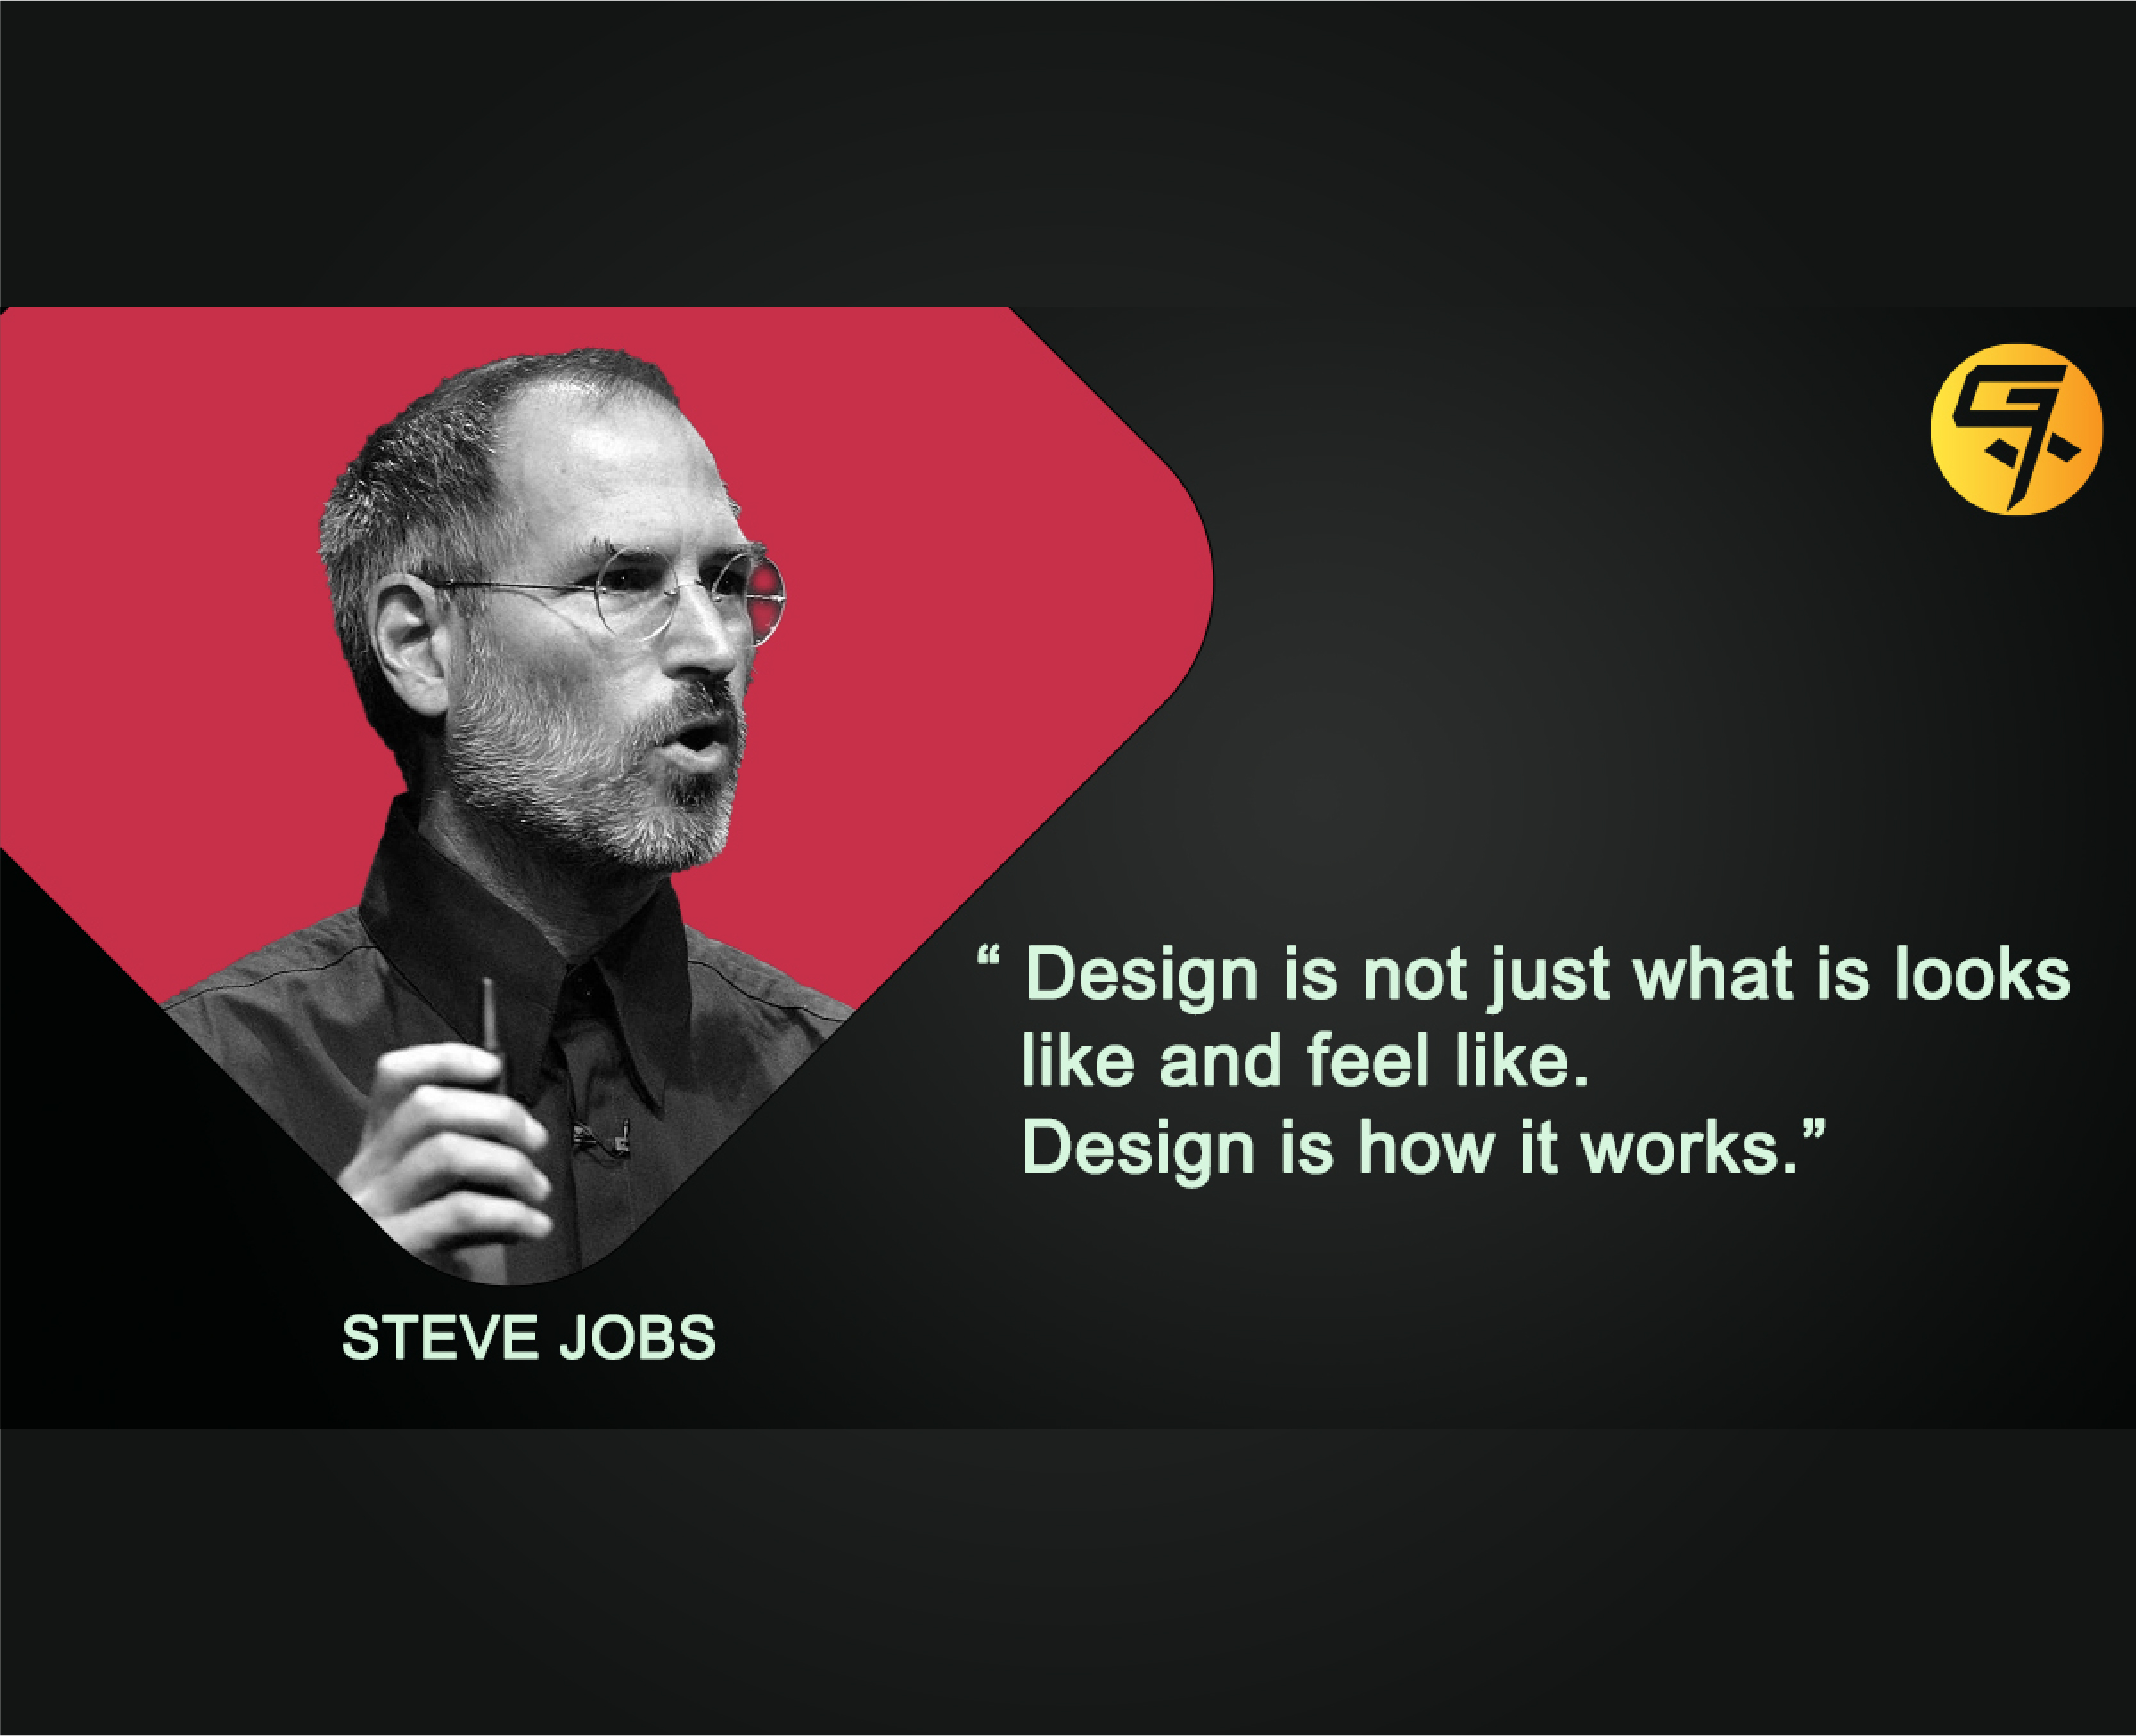 “ Design is not just what is looks
like and feel like.
Design is how it works.”
STEVE JOBS